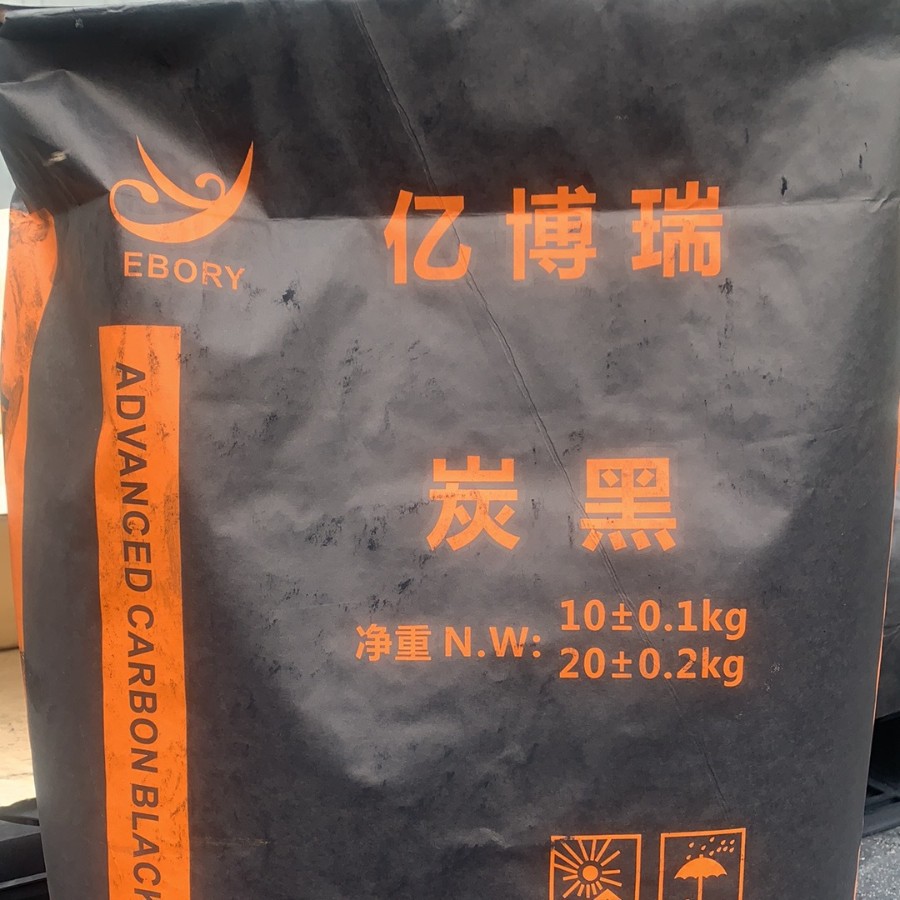 EBORY
亿博瑞
ADVANCED CARBON BLACK
炭黑
净重 N.W:
10±0.1kg
20±0.2kg